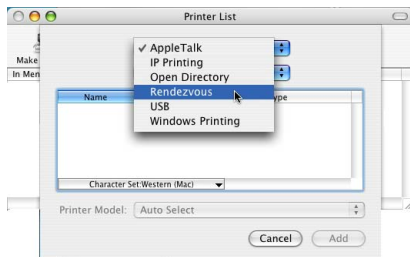 Printer List
✓ AppleTalk
IP Printing
Open Directory
Rendezvous
USB
Windows Printing
Make
In Men
Name
ype
Character Set:Western (Mac)
Printer Model: Auto Select
Cancel
Add